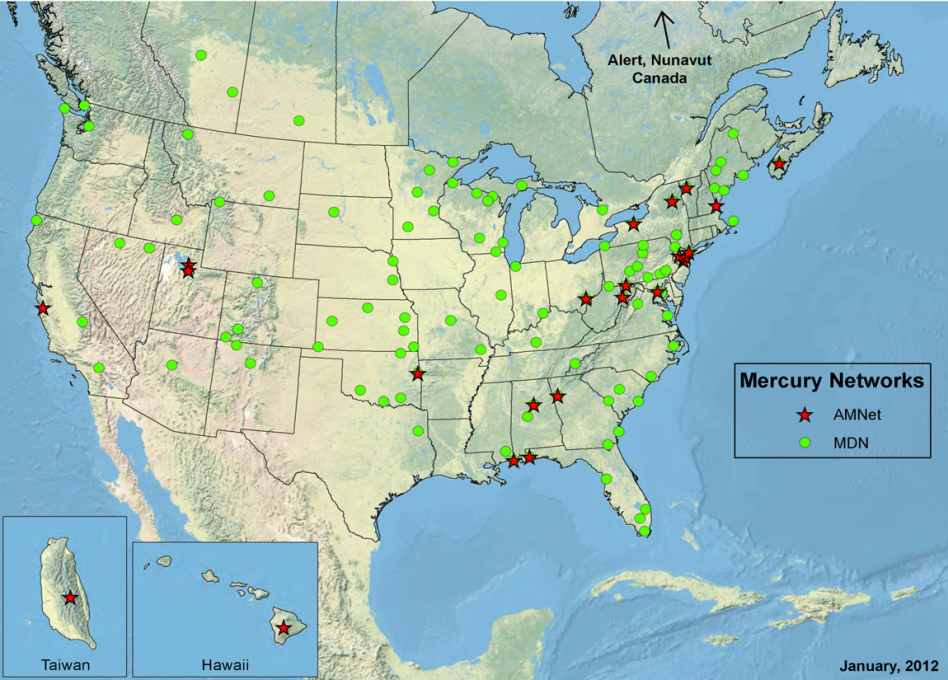 Alert, Nunavut
Canada
Mercury Networks
AMNet
MDN
Taiwan
Hawaii
January, 2012